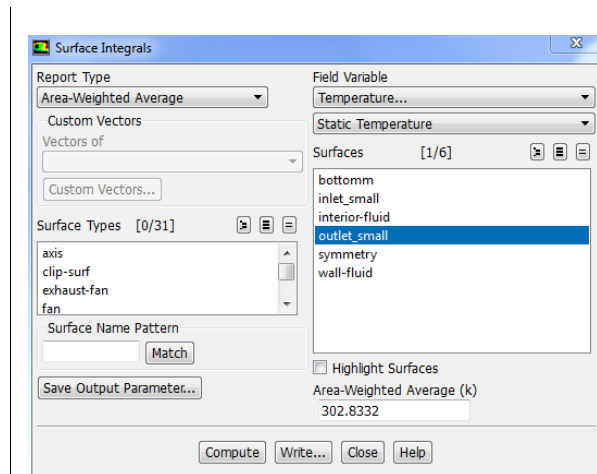 Surface Integrals
Report Type
Area-Weighted Average
Custom Vectors
Vectors of
Custom Vectors...
Surface Types [0/31]
axis
clip-surf
exhaust-fan
fan
Surface Name Pattern
Match
Save Output Parameter...
Field Variable
Temperature...
Static Temperature
Surfaces [1/6]
bottomm
inlet_small
interior-fluid
outlet_small
symmetry
wall-fluid
Highlight Surfaces
Area-Weighted Average (k)
302.8332
Compute Write... Close Help